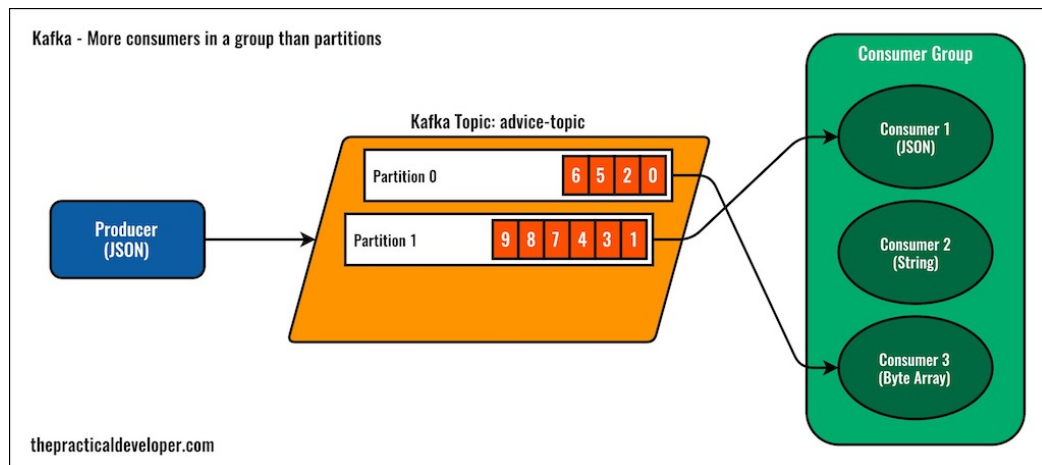 Kafka - More consumers in a group than partitions
Consumer Group
Kafka Topic: advice-topic
Partition 0
6 5 2 0
Partition 1
9 8 7 4 3 1
Producer
(JSON)
Consumer 1
(JSON)
Consumer 2
(String)
Consumer 3
(Byte Array)
thepracticaldeveloper.com